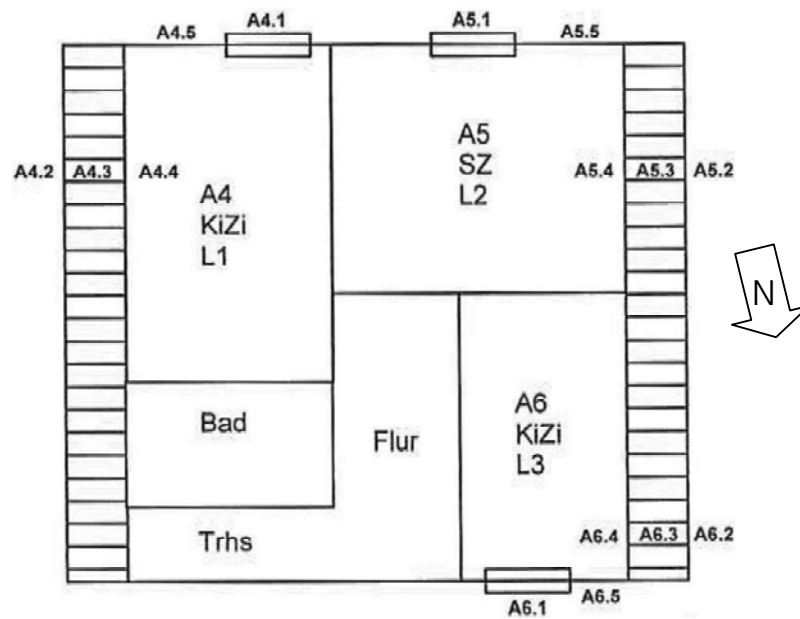 A4.5
A4.1
A5.1
A5.5
A4.2
A4.3
A4.4
A4
KiZi
L1
A5
SZ
L2
A5.4
A5.3
A5.2
N
Bad
Flur
A6
KiZi
L3
Trhs
A6.4
A6.3
A6.2
A6.1
A6.5